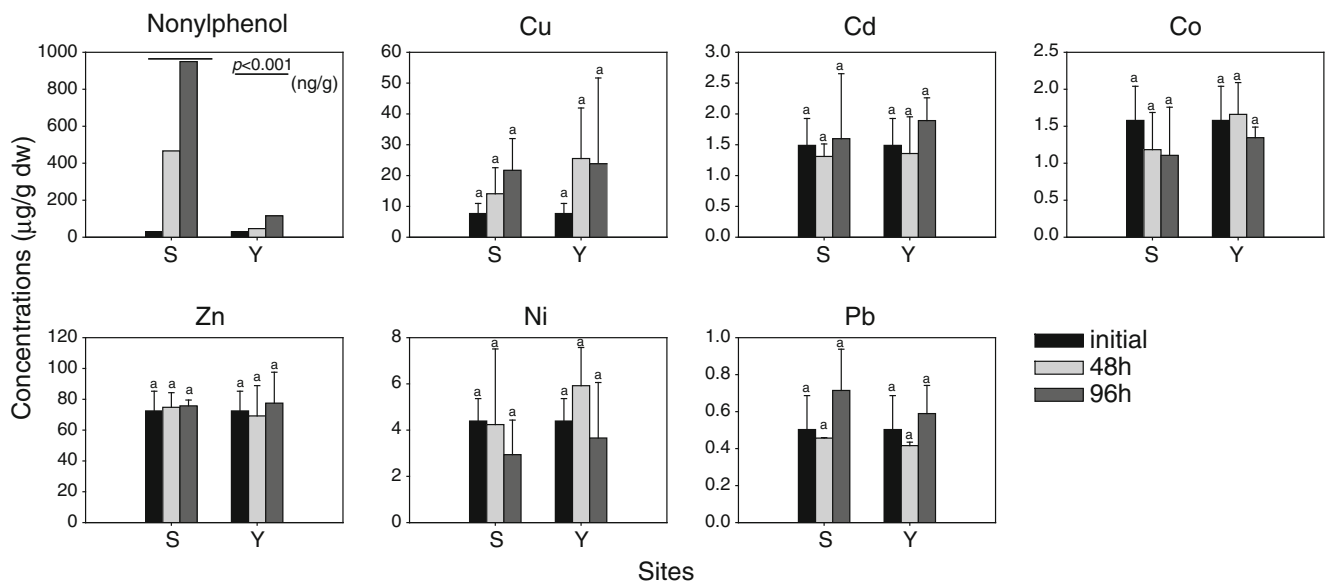 Nonylphenol
Cu
Cd
Co
Concentrations (µg/g dw)
1000
800
600
400
200
0
p<0.001
(ng/g)
S Y
60
50
40
30
20
10
0
a a a a a a
S Y
3.0
2.5
2.0
1.5
1.0
0.5
0.0
a a a a a a
S Y
2.5
2.0
1.5
1.0
0.5
0.0
a a a a a a
S Y
Zn
Ni
Pb
120
100
80
60
40
20
0
a a a a a a
S Y
8
6
4
2
0
a a a a a a
S Y
1.0
0.8
0.6
0.4
0.2
0.0
a a a a a a
S Y
initial
48h
96h
Sites